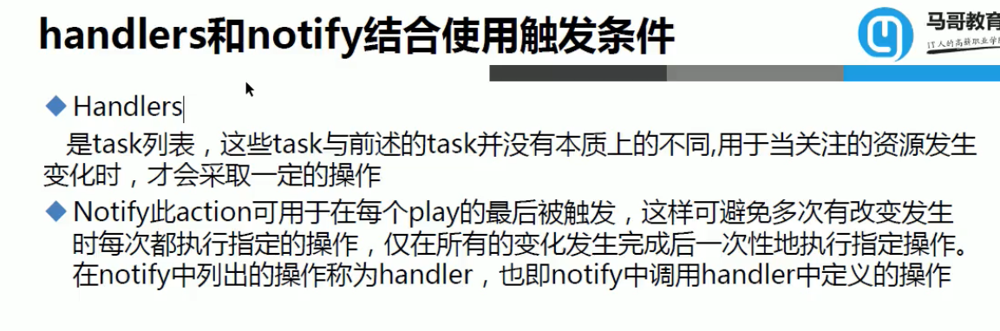 handlers和notify结合使用触发条件
马哥教育
IT人的高薪职业学院
Handlers
是task列表，这些task与前述的task并没有本质上的不同,用于当关注的资源发生
变化时，才会采取一定的操作
Notify此action可用于在每个play的最后被触发，这样可避免多次有改变发生
时每次都执行指定的操作，仅在所有的变化发生完成后一次性地执行指定操作。
在notify中列出的操作称为handler，也即notify中调用handler中定义的操作